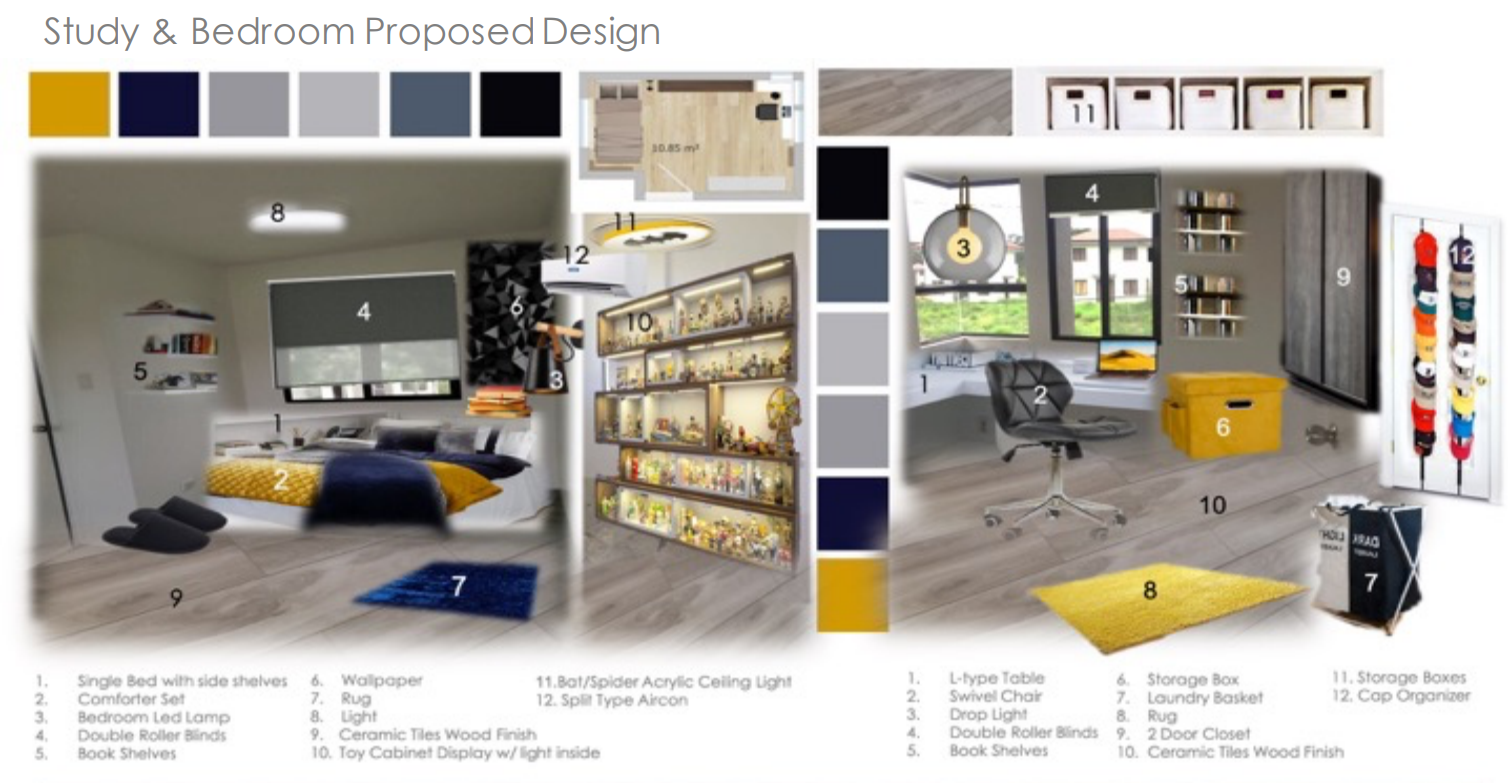 Study & Bedroom Proposed Design
10.85 m²
11
8
12
4
6
10
5
3
1
2
7
9
4
3
9
12
5
1
2
6
10
7
8
1. Single Bed with side shelves
2. Comforter Set
3. Bedroom Led Lamp
4. Double Roller Blinds
5. Book Shelves
6. Wallpaper
7. Rug
8. Light
9. Ceramic Tiles Wood Finish
10. Toy Cabinet Display w/ light inside
11.Bat/Spider Acrylic Ceiling Light
12. Split Type Aircon
1. L-type Table
2. Swivel Chair
3. Drop Light
4. Double Roller Blinds
5. Book Shelves
6. Storage Box
7. Laundry Basket
8. Rug
9. 2 Door Closet
10. Ceramic Tiles Wood Finish
11. Storage Boxes
12. Cap Organizer
11
DARK
LIGHT